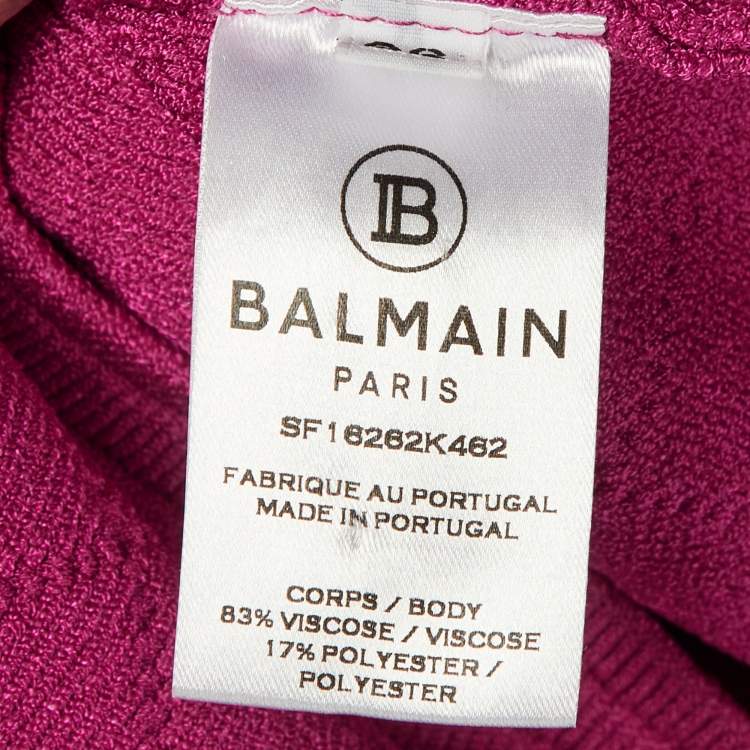 B
BALMAIN
PARIS
SF16262K462
FABRIQUE AU PORTUGAL
MADE IN PORTUGAL
CORPS / BODY
83% VISCOSE / VISCOSE
17% POLYESTER /
POLYESTER